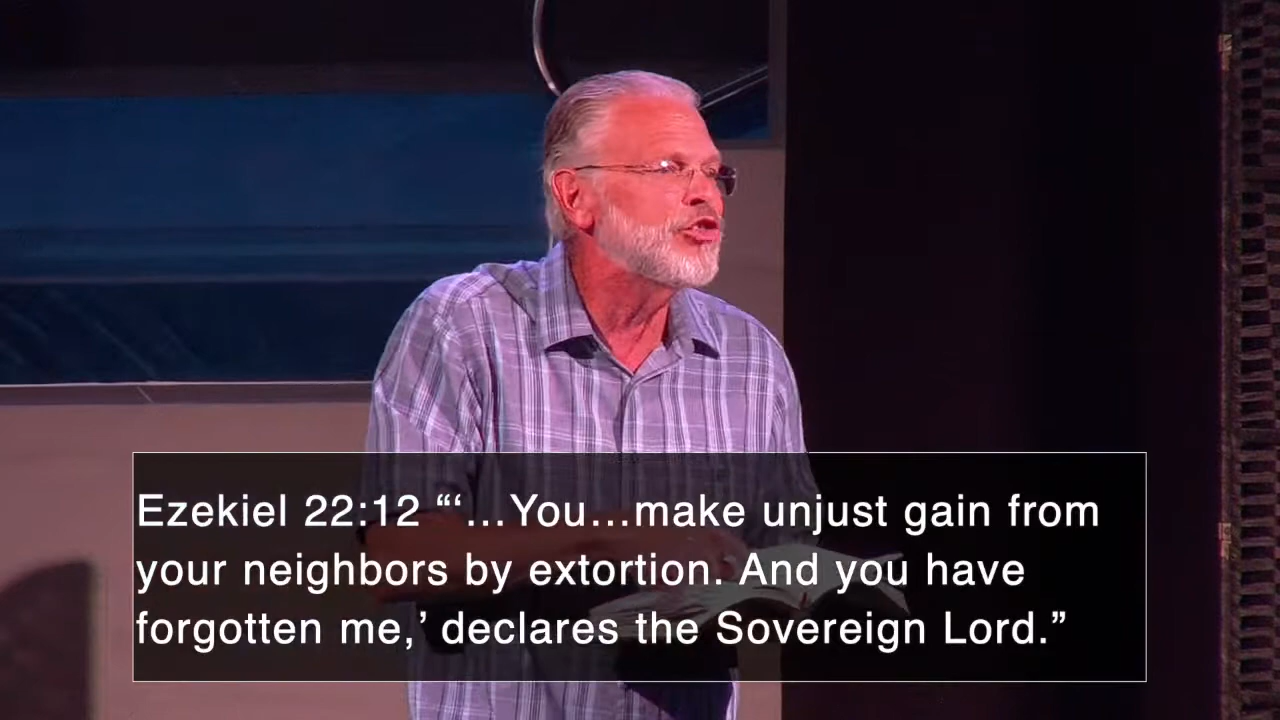 Ezekiel 22:12 “‘...You...make unjust gain from
your neighbors by extortion. And you have
forgotten me,’ declares the Sovereign Lord.”